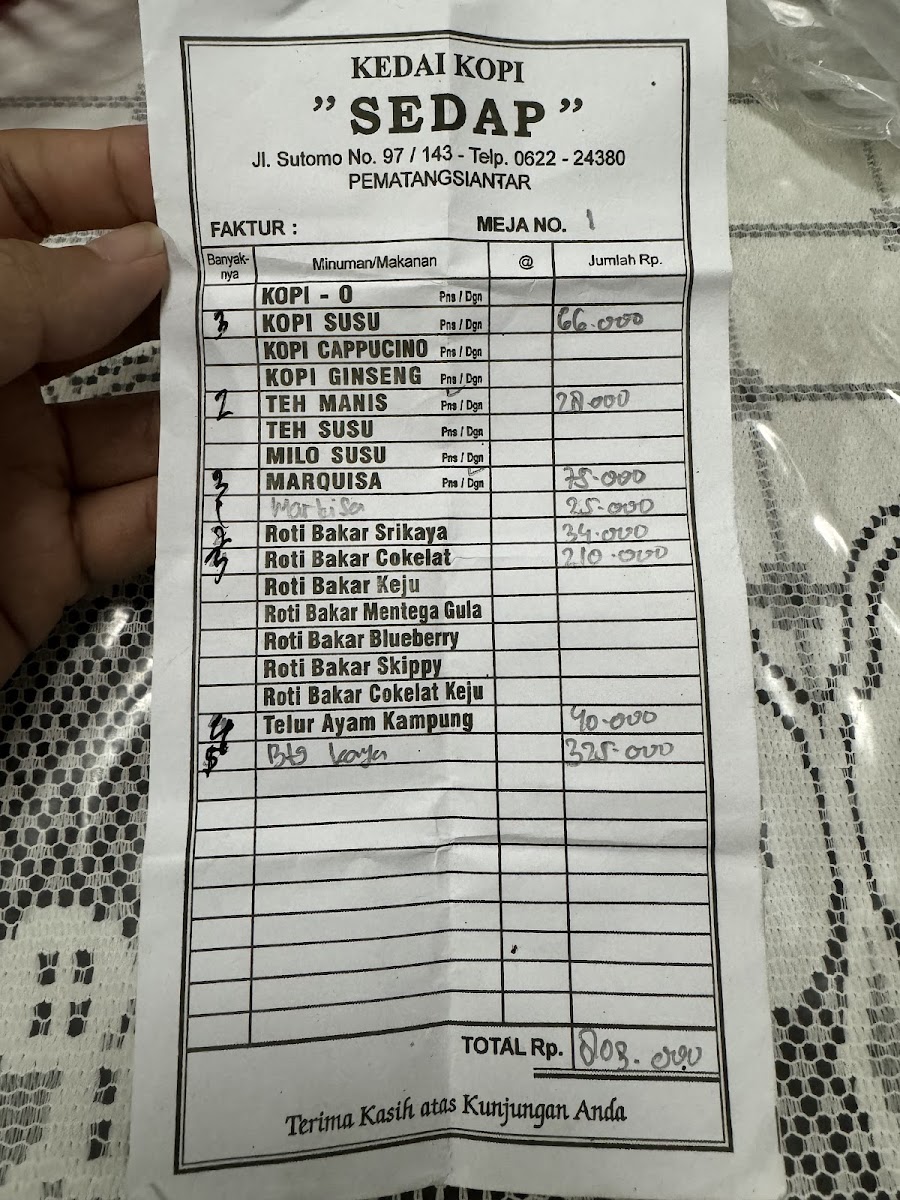 KEDAI KOPI
" SEDAP "
Jl. Sutomo No. 97 / 143 - Telp. 0622 - 24380
PEMATANGSIANTAR
FAKTUR : MEJA NO. 1
Banyak-nya Minuman/Makanan @ Jumlah Rp.
KOPI - O Pns / Dgn
3 KOPI SUSU Pns / Dgn 66.000
KOPI CAPPUCINO Pns / Dgn
KOPI GINSENG Pns / Dgn
2 TEH MANIS Pns / Dgn 28.000
TEH SUSU Pns / Dgn
MILO SUSU Pns / Dgn
3 MARQUISA Pns / Dgn 75.000
1 Markisa 25.000
2 Roti Bakar Srikaya 34.000
Roti Bakar Cokelat 210.000
Roti Bakar Keju
Roti Bakar Mentega Gula
Roti Bakar Blueberry
Roti Bakar Skippy
Roti Bakar Cokelat Keju
4 Telur Ayam Kampung 40.000
5 kaya 325.000
TOTAL Rp. 803.000
Terima Kasih atas Kunjungan Anda